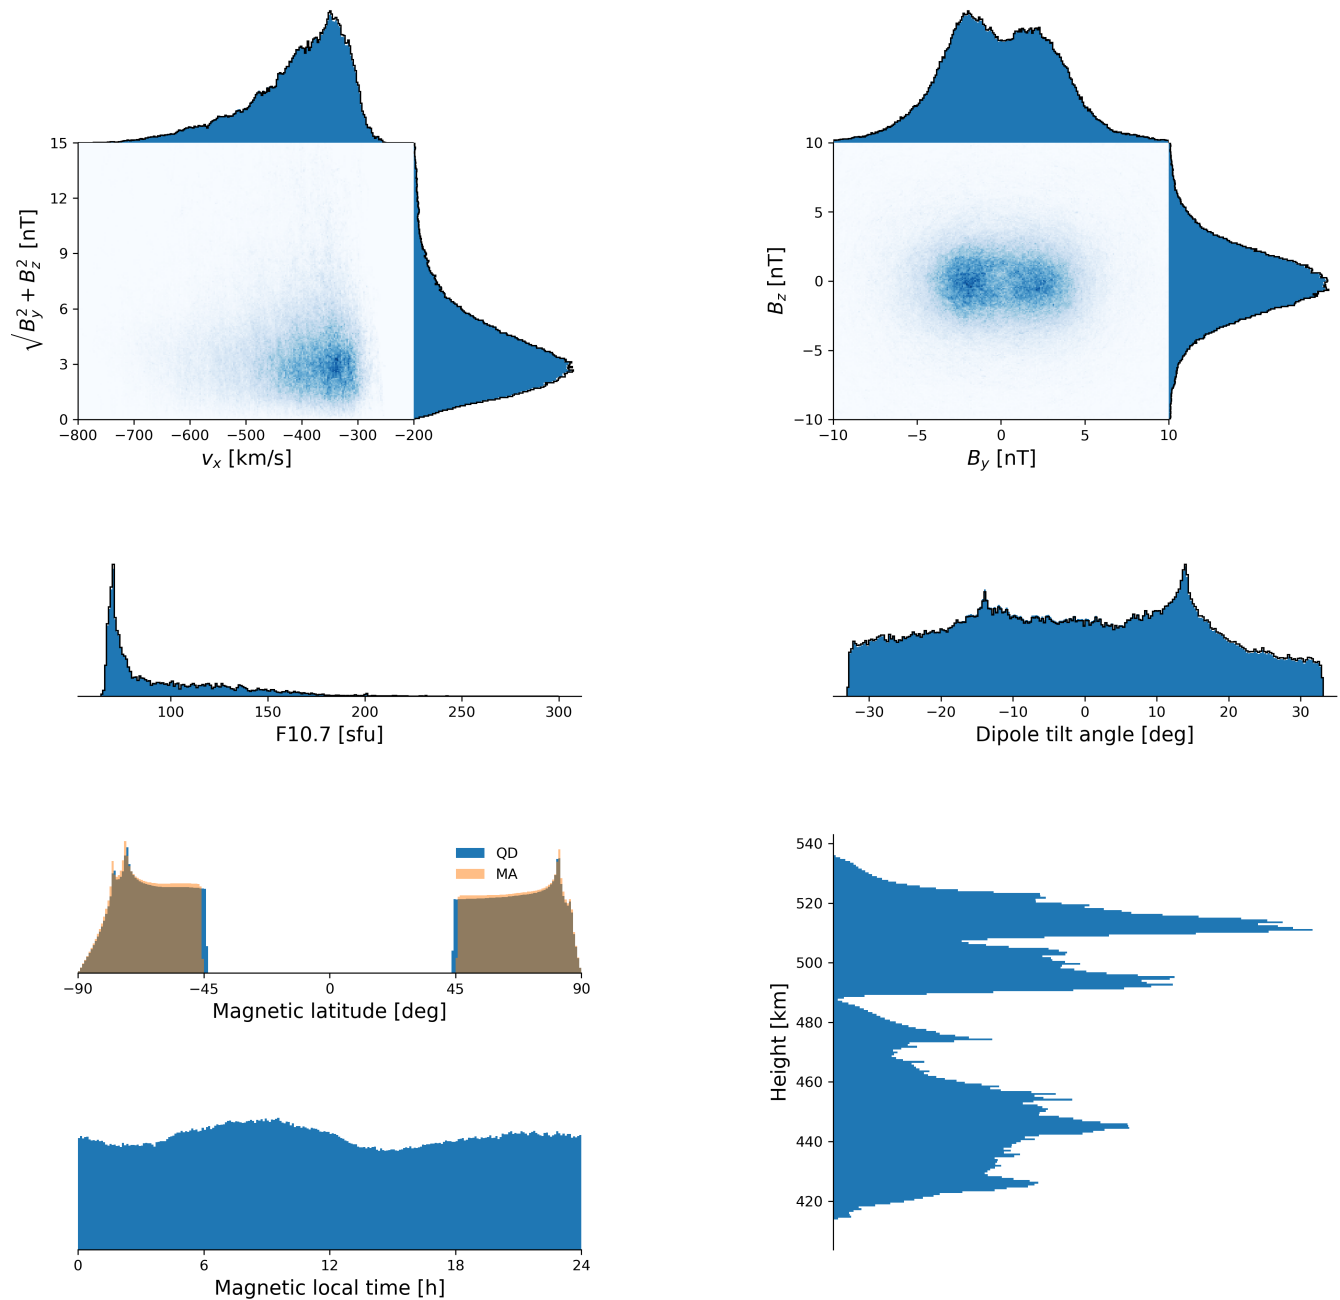 15
12
9
6
3
0
√B_y^2 + B_z^2 [nT]
−800 −700 −600 −500 −400 −300 −200
v_x [km/s]
10
5
0
−5
−10
B_z [nT]
−10 −5 0 5 10
B_y [nT]
100 150 200 250 300
F10.7 [sfu]
−30 −20 −10 0 10 20 30
Dipole tilt angle [deg]
QD
MA
−90 −45 0 45 90
Magnetic latitude [deg]
0 6 12 18 24
Magnetic local time [h]
540
520
500
480
460
440
420
Height [km]